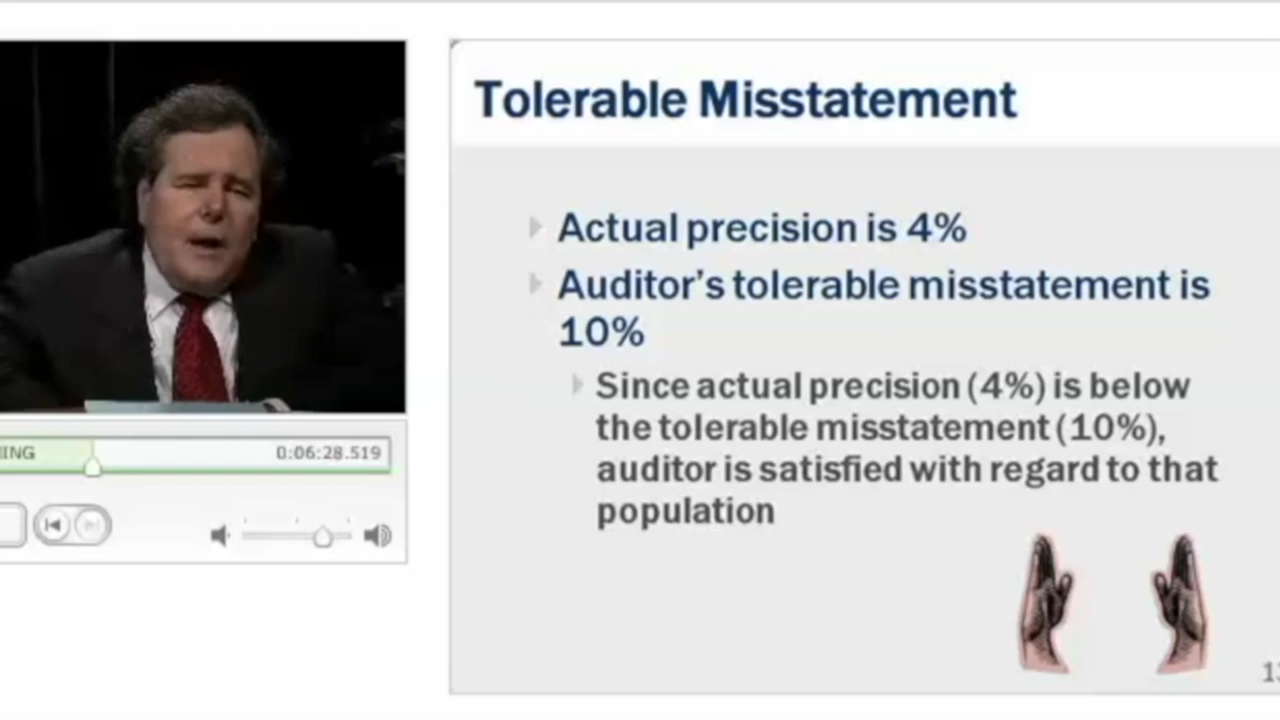 Tolerable Misstatement
Actual precision is 4%
Auditor's tolerable misstatement is
10%
Since actual precision (4%) is below
the tolerable misstatement (10%),
auditor is satisfied with regard to that
population
0:06:28.519